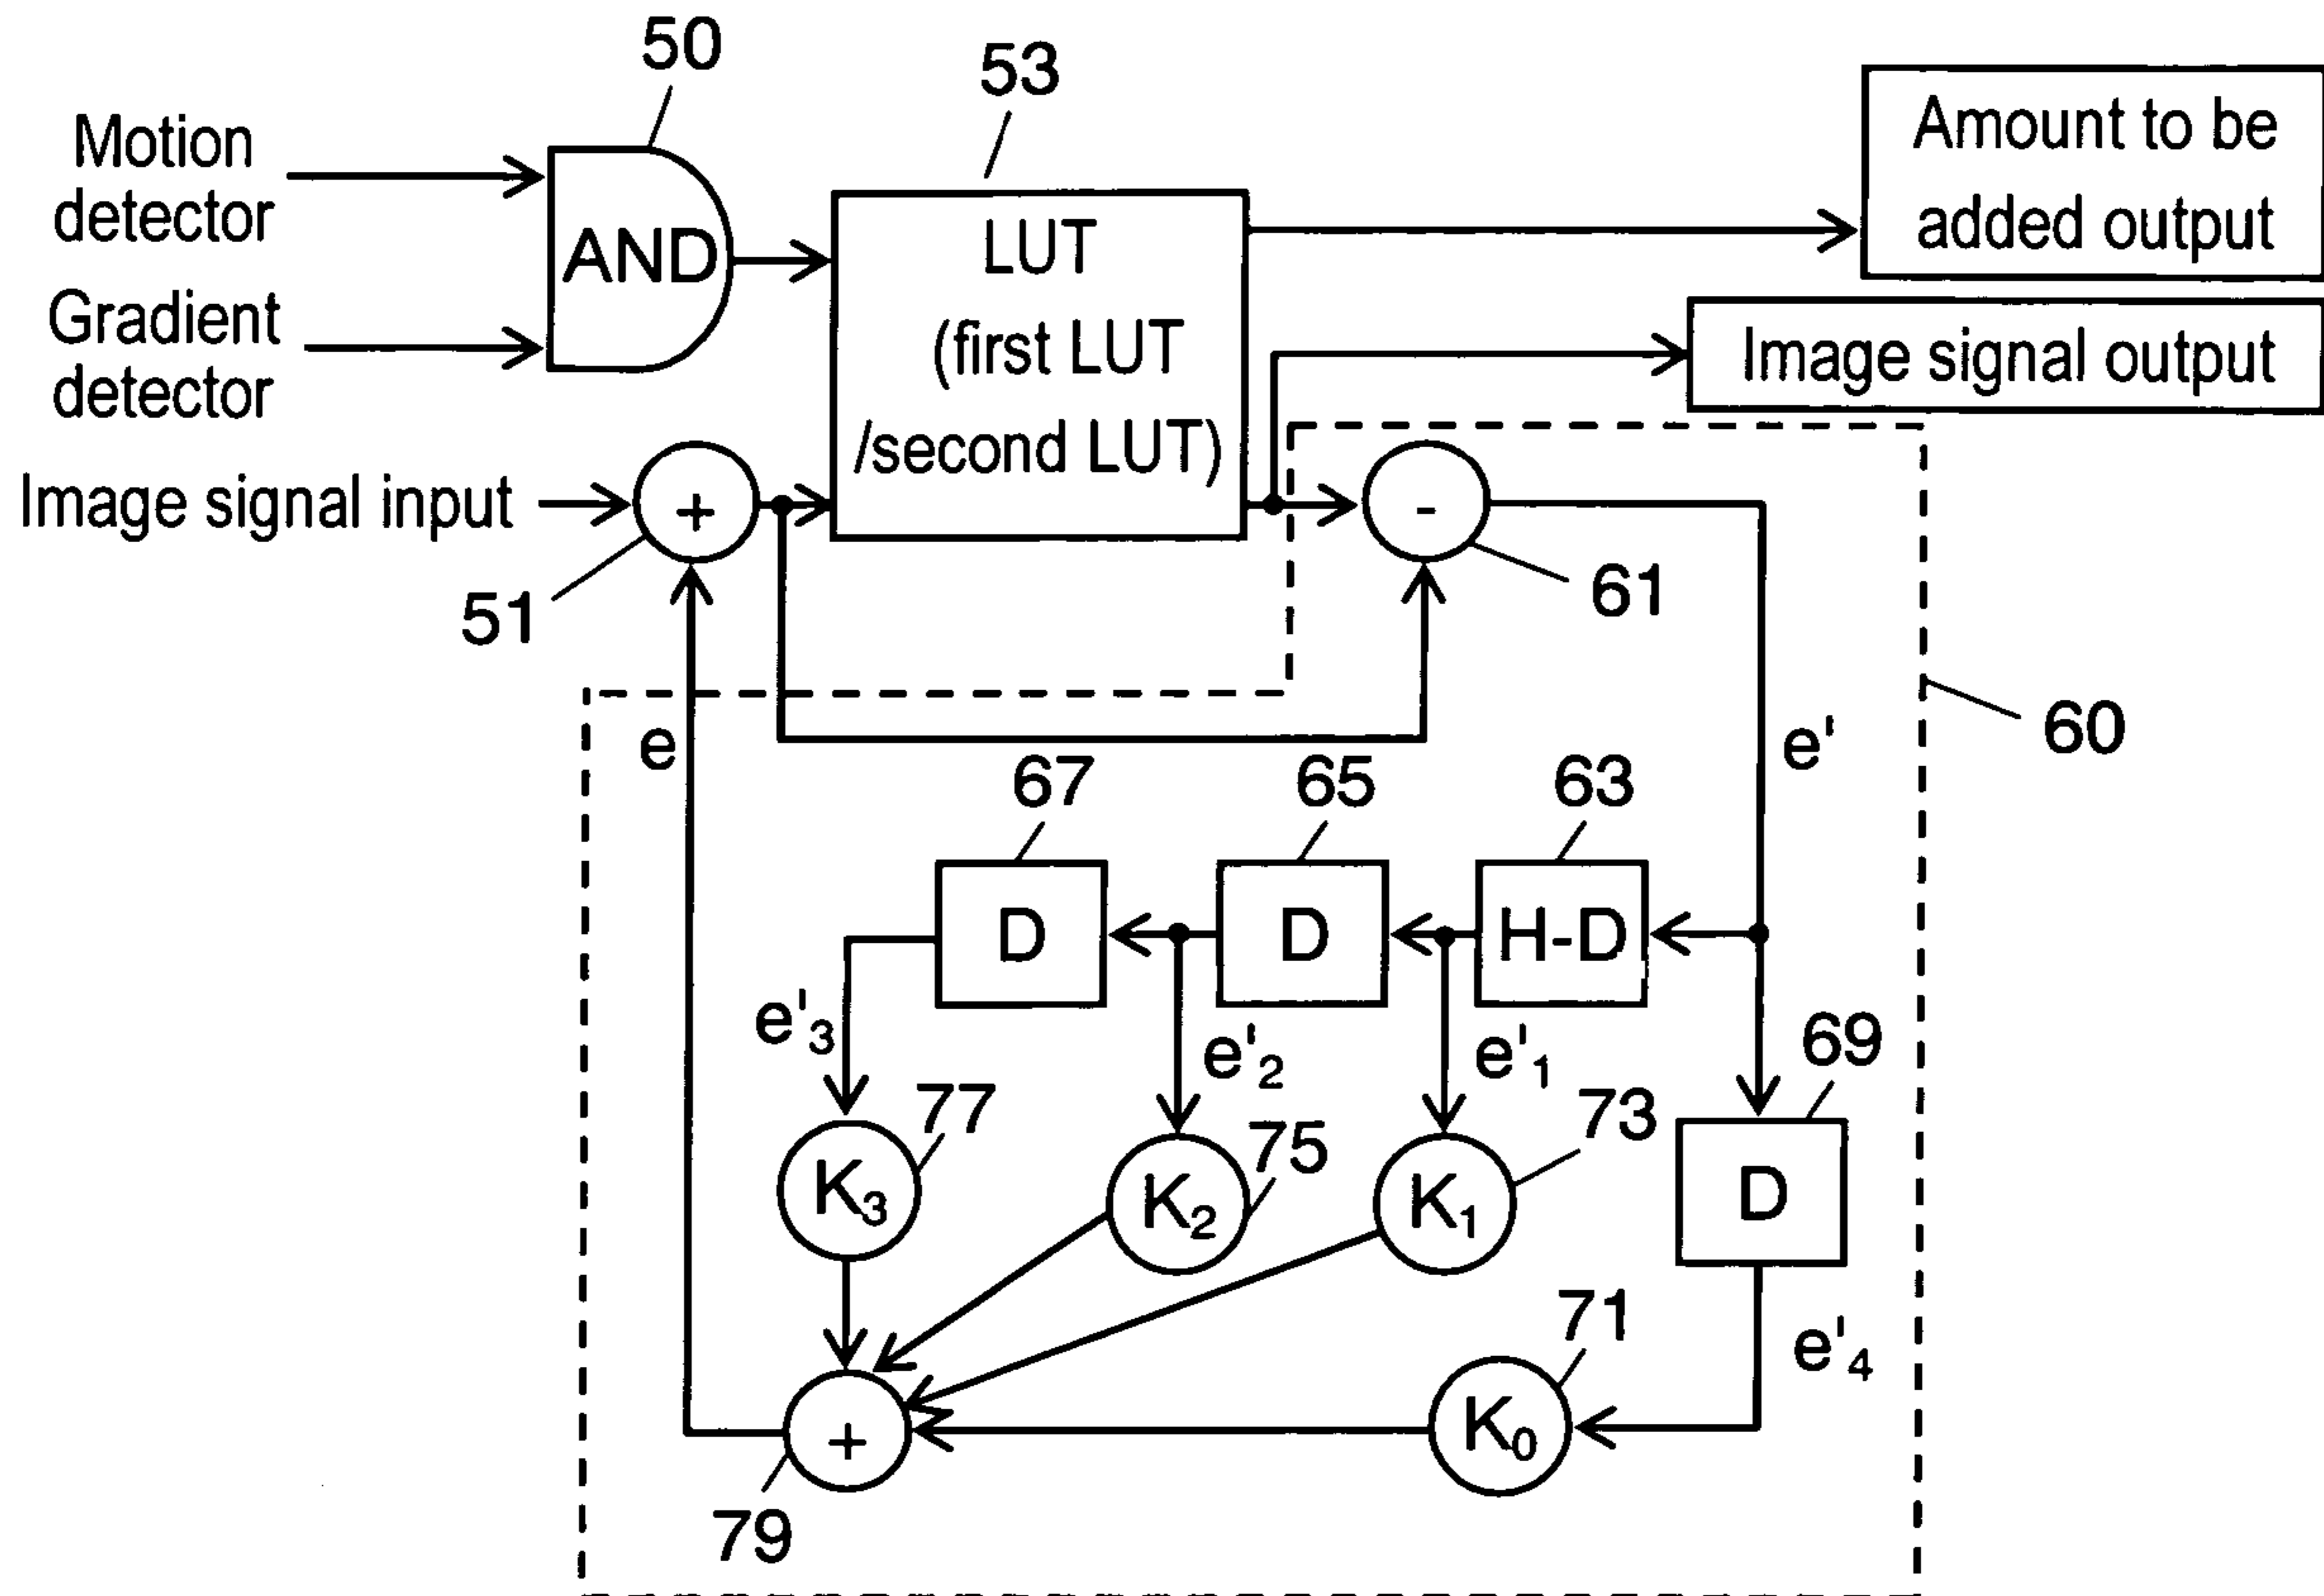 50
53
Motion
detector
AND
Gradient
detector
LUT
(first LUT
/second LUT)
Amount to be
added output
Image signal output
Image signal input
+
-
51
61
60
e
e'
67
65
63
D
D
H-D
e'3
e'2
e'1
69
77
75
73
K3
K2
K1
D
71
e'4
K0
+
79